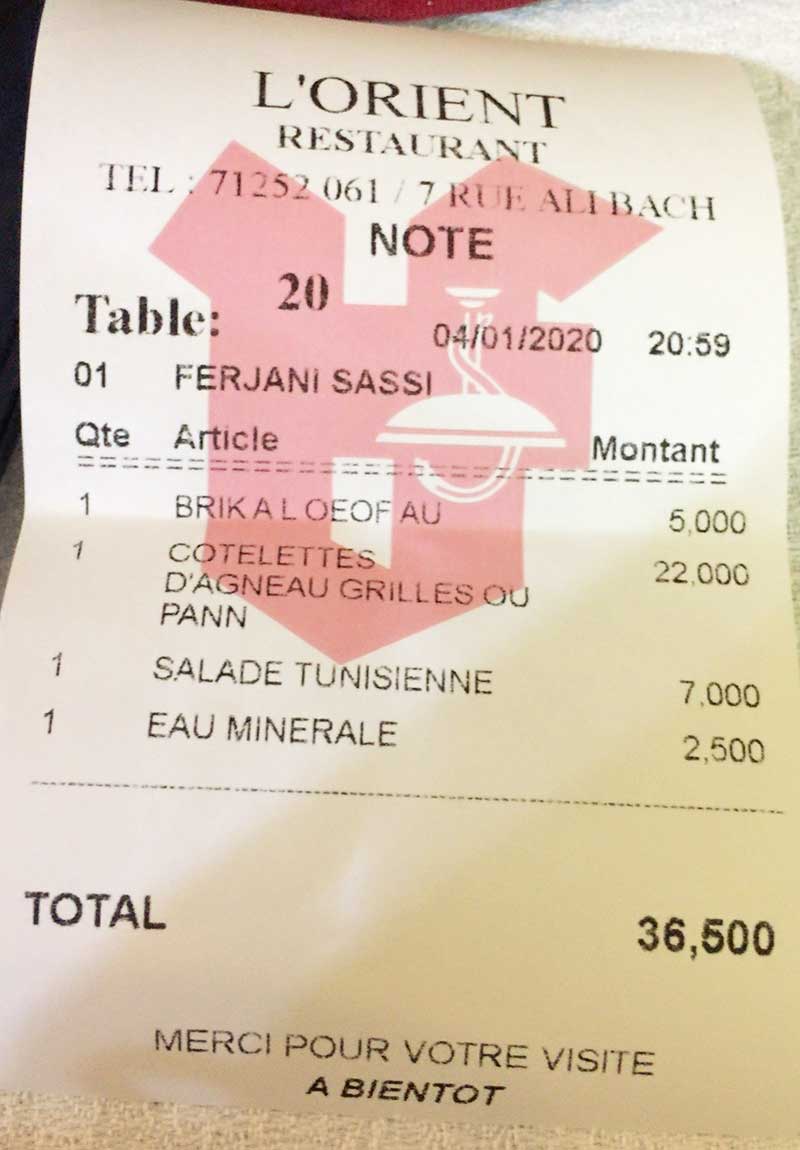 L'ORIENT
RESTAURANT
TEL : 71252 061 / 7 RUE ALI BACH
NOTE
Table: 20 04/01/2020 20:59
01 FERJANI SASSI
Qte Article Montant
1 BRIK A L OEOF AU 5,000
1 COTELETTES 22,000
D'AGNEAU GRILLES OU
PANN
1 SALADE TUNISIENNE 7,000
1 EAU MINERALE 2,500
TOTAL 36,500
MERCI POUR VOTRE VISITE
A BIENTOT